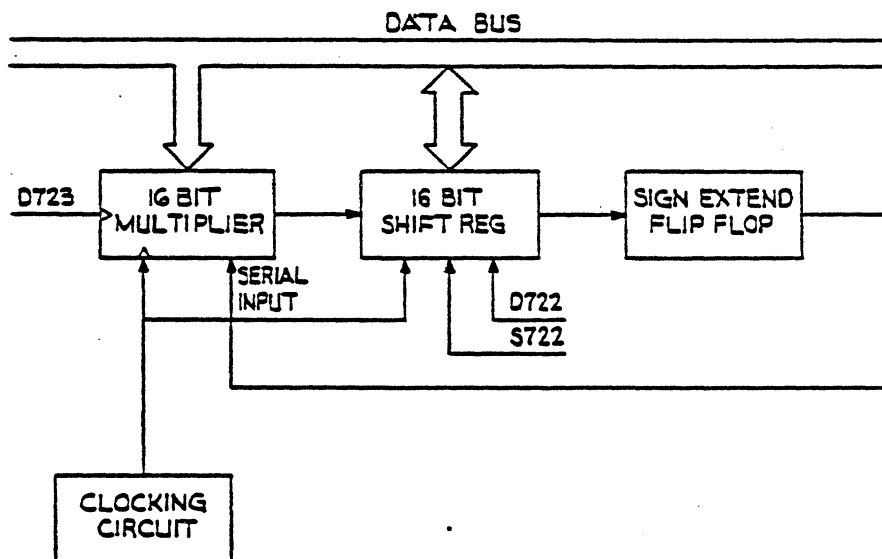 DATA BUS
D723
16 BIT
MULTIPLIER
16 BIT
SHIFT REG
SIGN EXTEND
FLIP FLOP
SERIAL
INPUT
D722
S722
CLOCKING
CIRCUIT